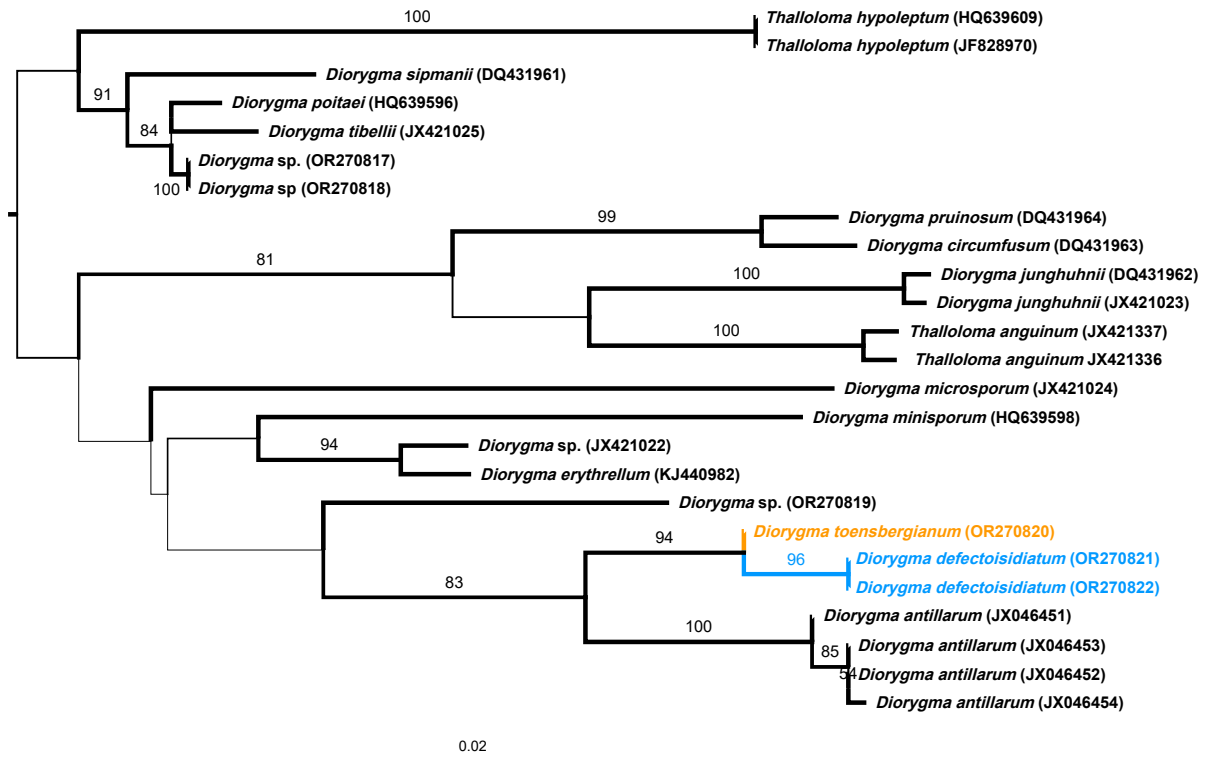 100
Thalloloma hypoleptum (HQ639609)
Thalloloma hypoleptum (JF828970)
Diorygma sipmanii (DQ431961)
91
Diorygma poitaei (HQ639596)
84
Diorygma tibellii (JX421025)
Diorygma sp. (OR270817)
100
Diorygma sp (OR270818)
99
Diorygma pruinosum (DQ431964)
Diorygma circumfusum (DQ431963)
81
100
Diorygma junghuhnii (DQ431962)
Diorygma junghuhnii (JX421023)
100
Thalloloma anguinum (JX421337)
Thalloloma anguinum JX421336
Diorygma microsporum (JX421024)
Diorygma minisporum (HQ639598)
94
Diorygma sp. (JX421022)
Diorygma erythrellum (KJ440982)
Diorygma sp. (OR270819)
94
Diorygma toensbergianum (OR270820)
96
Diorygma defectoisidiatum (OR270821)
83
Diorygma defectoisidiatum (OR270822)
Diorygma antillarum (JX046451)
100
85
Diorygma antillarum (JX046453)
54
Diorygma antillarum (JX046452)
Diorygma antillarum (JX046454)
0.02